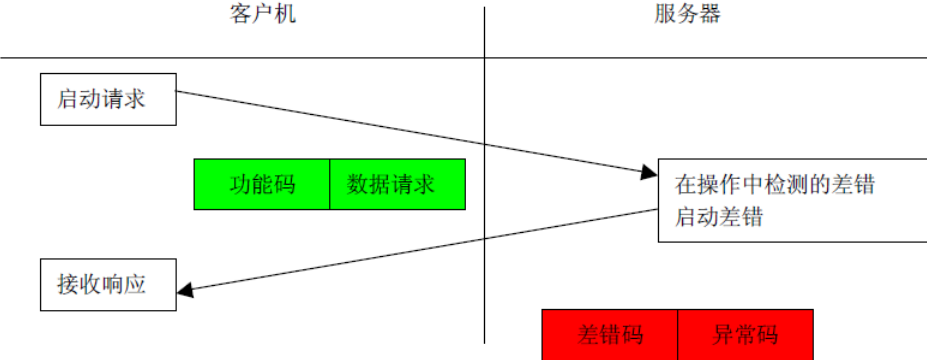 客户机
服务器
启动请求
功能码
数据请求
在操作中检测的差错
启动差错
接收响应
差错码
异常码